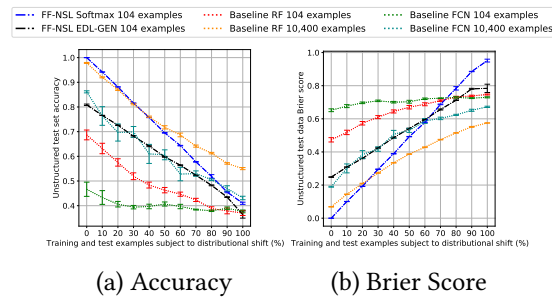 FF-NSL Softmax 104 examples
FF-NSL EDL-GEN 104 examples
Baseline RF 104 examples
Baseline RF 10,400 examples
Baseline FCN 104 examples
Baseline FCN 10,400 examples
Unstructured test set accuracy
1.0
0.9
0.8
0.7
0.6
0.5
0.4
0 10 20 30 40 50 60 70 80 90 100
Training and test examples subject to distributional shift (%)
(a) Accuracy
Unstructured test data Brier score
1.0
0.8
0.6
0.4
0.2
0.0
0 10 20 30 40 50 60 70 80 90 100
Training and test examples subject to distributional shift (%)
(b) Brier Score